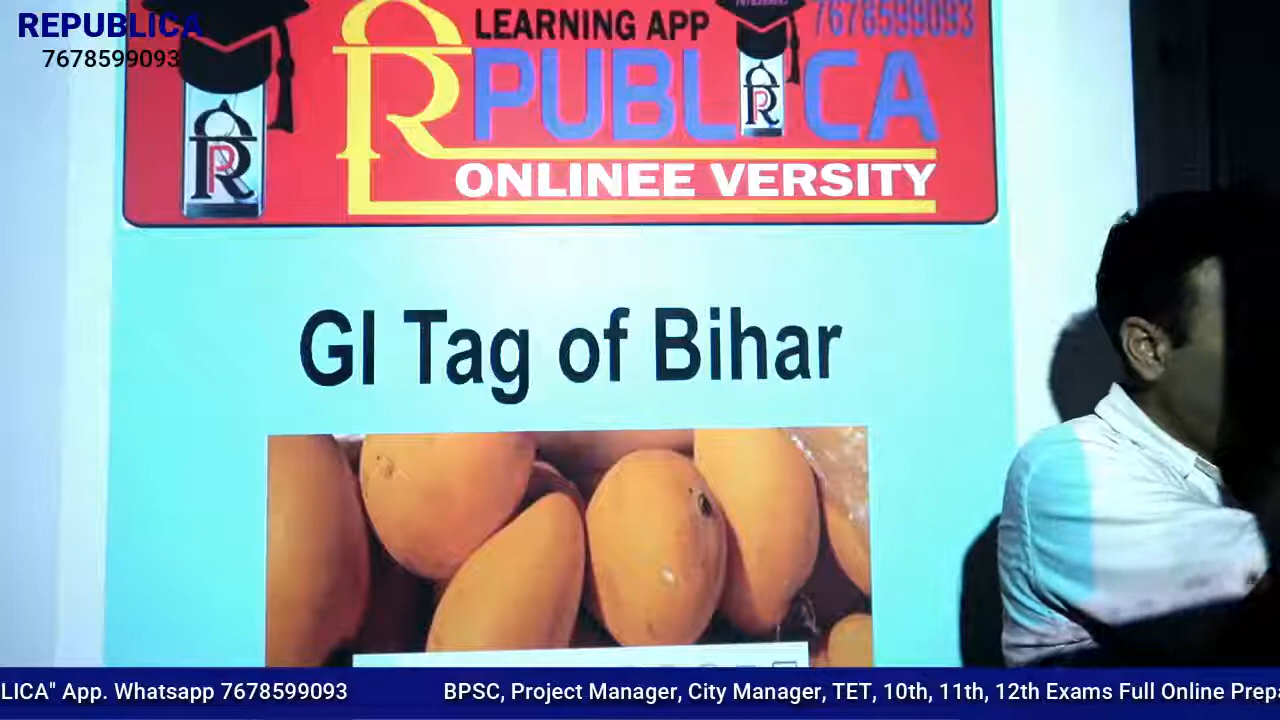 REPUBLICA
7678599093
LEARNING APP
7678599093
RPUBLICA
ONLINEE VERSITY
GI Tag of Bihar
LICA" App. Whatsapp 7678599093
BPSC, Project Manager, City Manager, TET, 10th, 11th, 12th Exams Full Online Prepa